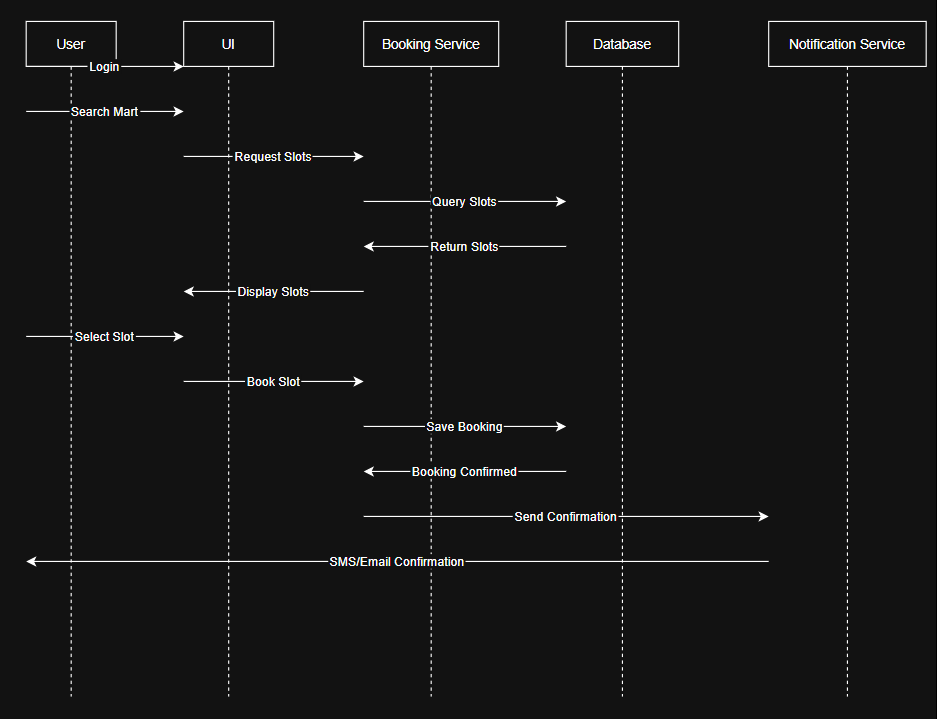 User
UI
Booking Service
Database
Notification Service
Login
Search Mart
Request Slots
Query Slots
Return Slots
Display Slots
Select Slot
Book Slot
Save Booking
Booking Confirmed
Send Confirmation
SMS/Email Confirmation